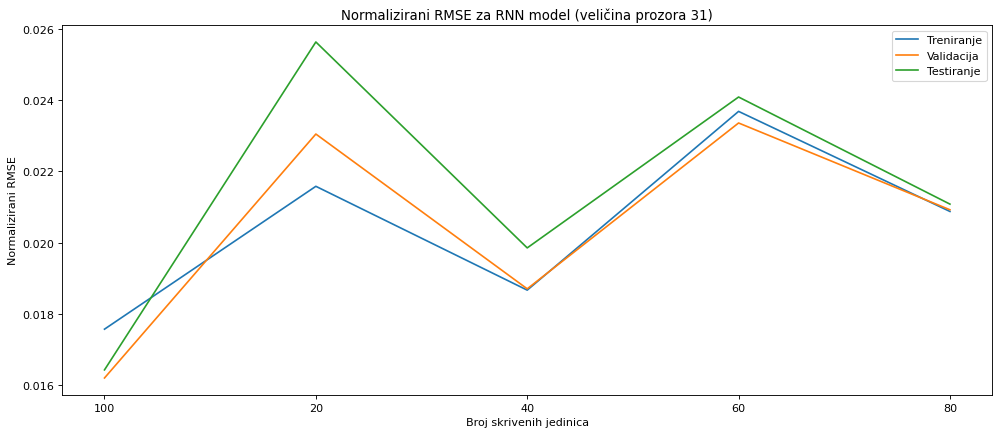 Normalizirani RMSE za RNN model (veličina prozora 31)
Treniranje
Validacija
Testiranje
Normalizirani RMSE
0.026
0.024
0.022
0.020
0.018
0.016
100 20 40 60 80
Broj skrivenih jedinica